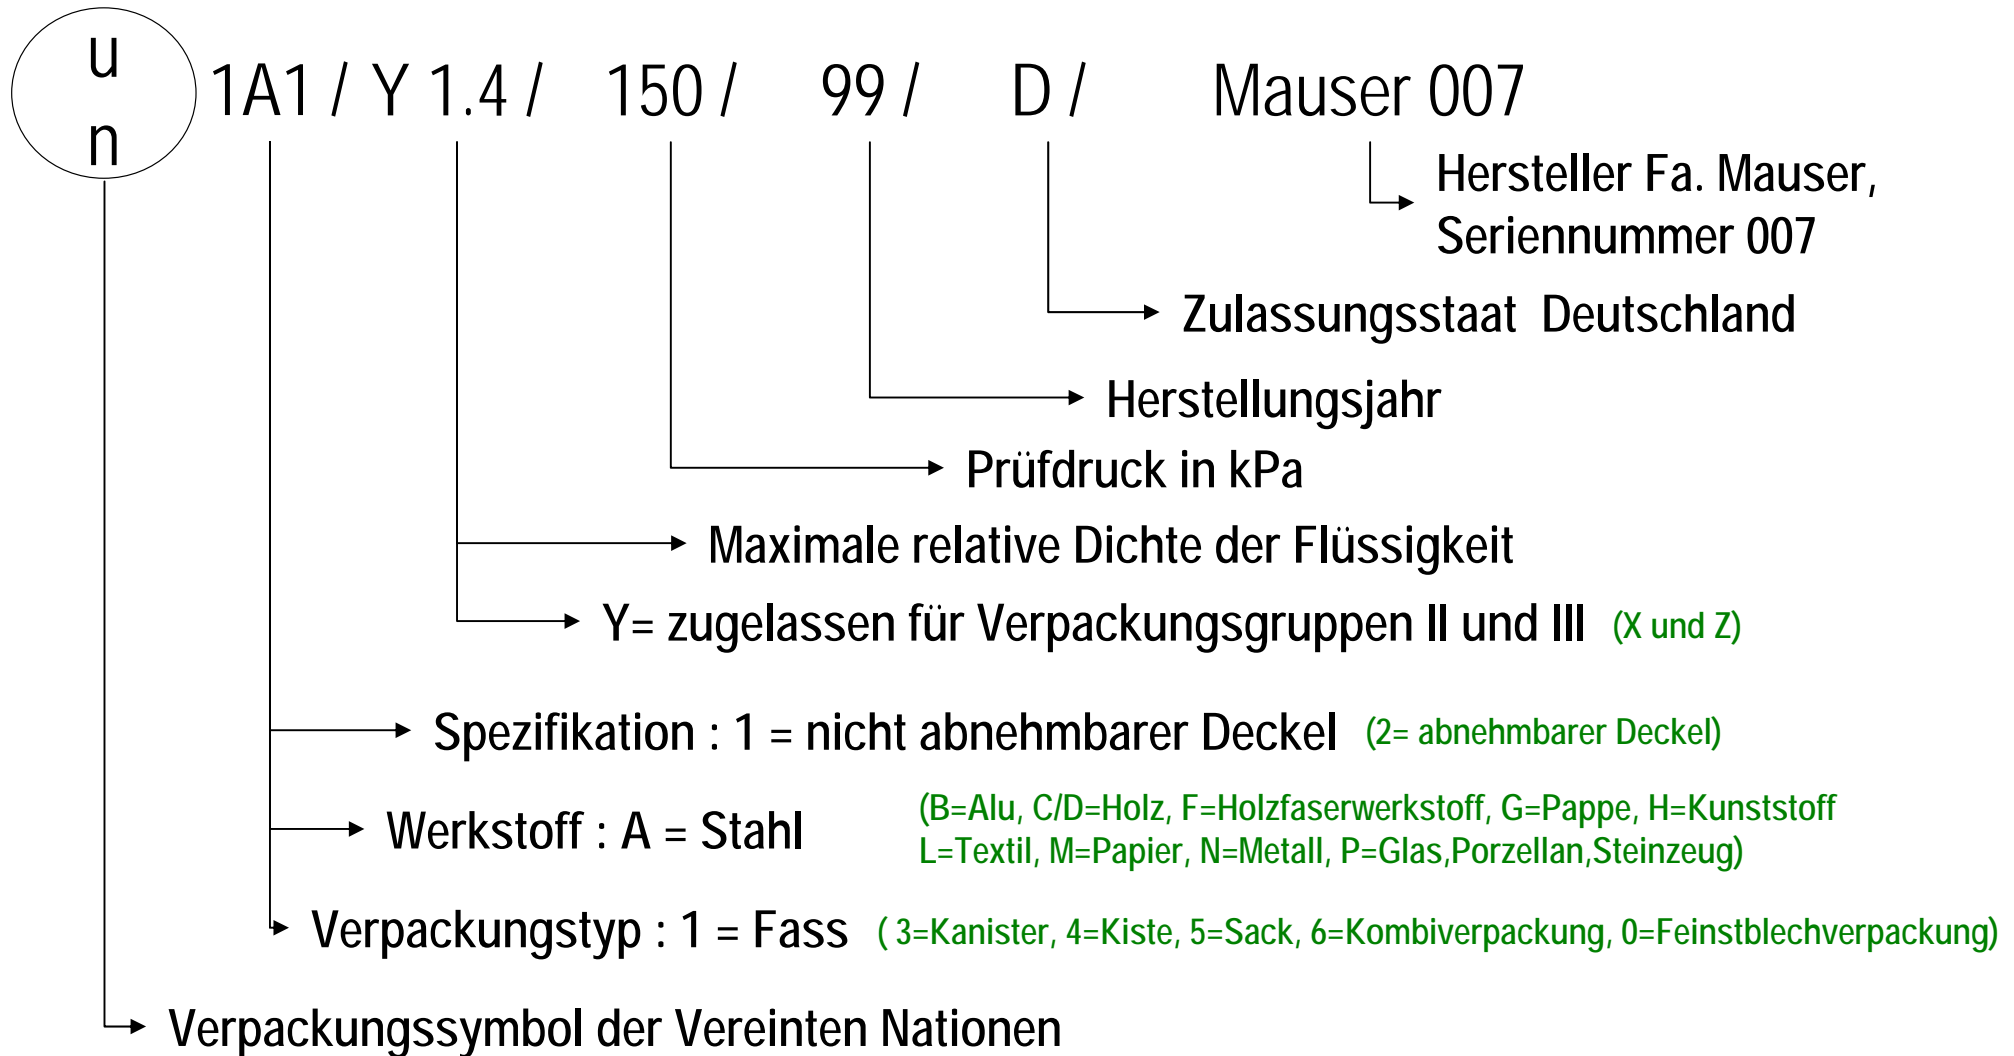 u
n
1A1 / Y 1.4 / 150 / 99 / D / Mauser 007
Hersteller Fa. Mauser,
Seriennummer 007
Zulassungsstaat Deutschland
Herstellungsjahr
Prüfdruck in kPa
Maximale relative Dichte der Flüssigkeit
Y= zugelassen für Verpackungsgruppen II und III (X und Z)
Spezifikation : 1 = nicht abnehmbarer Deckel (2= abnehmbarer Deckel)
Werkstoff : A = Stahl
(B=Alu, C/D=Holz, F=Holzfaserwerkstoff, G=Pappe, H=Kunststoff
L=Textil, M=Papier, N=Metall, P=Glas,Porzellan,Steinzeug)
Verpackungstyp : 1 = Fass ( 3=Kanister, 4=Kiste, 5=Sack, 6=Kombiverpackung, 0=Feinstblechverpackung)
Verpackungssymbol der Vereinten Nationen